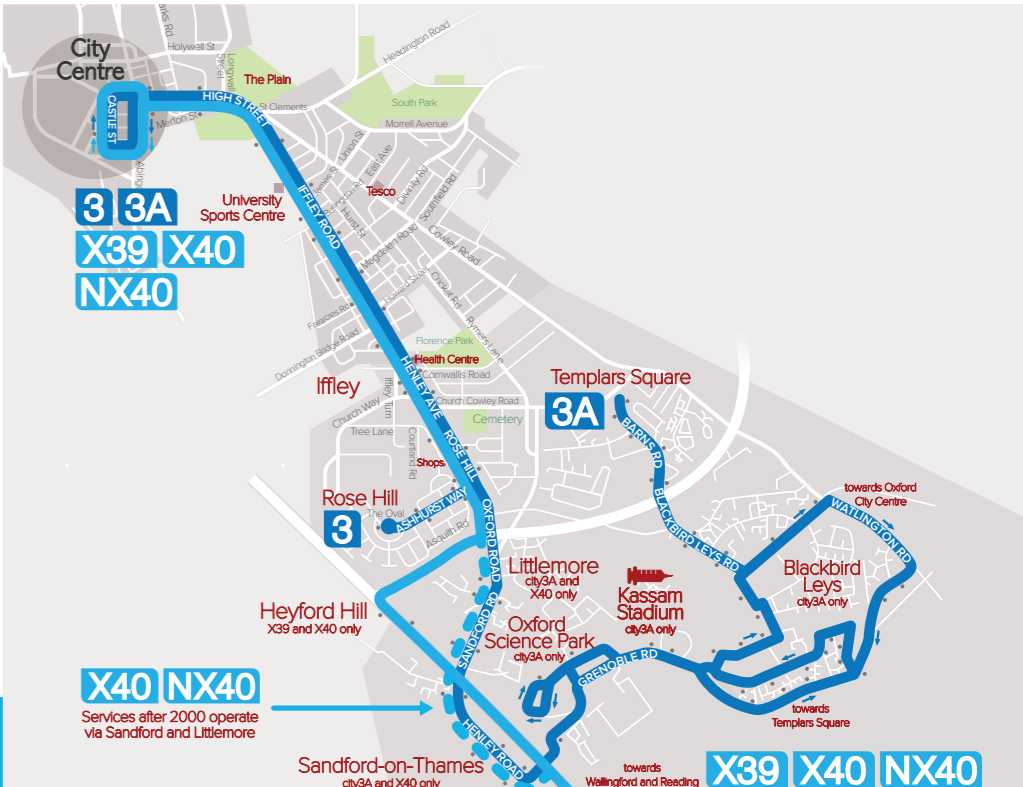 arks Rd
Holywell St
Longwall
Street
Headington Road
City
Centre
The Plain
St Clements
South Park
Morrell Avenue
HIGH STREET
CASTLE ST
Merton St
Abing
Union St
East Ave
Divinity Rd
Southfield Rd
James St
Tesco
Hurst St
Magdalen Road
Cowley Road
University
Sports Centre
IFFLEY ROAD
3 3A
X39 X40
NX40
Howard Street
Cricket Rd
Rymers Lane
Fairacres Rd
Donnington Bridge Road
Florence Park
Health Centre
Cornwallis Road
HENLEY AVE
Iffley
Iffley Turn
Church Way
Church Cowley Road
Templars Square
3A
Cemetery
Tree Lane
Courtland Rd
ROSE HILL
BARNS RD
Shops
Rose Hill
The Oval
3
ASHHURST WAY
Asquith Rd
OXFORD ROAD
BLACKBIRD LEYS RD
towards Oxford
City Centre
WATLINGTON RD
Littlemore
city3A and
X40 only
Kassam
Stadium
city3A only
Blackbird
Leys
city3A only
Heyford Hill
X39 and X40 only
SANDFORD RD
Oxford
Science Park
city3A only
GRENOBLE RD
X40 NX40
Services after 2000 operate
via Sandford and Littlemore
HENLEY ROAD
towards
Templars Square
Sandford-on-Thames
city3A and X40 only
towards
Wallingford and Reading
X39 X40 NX40